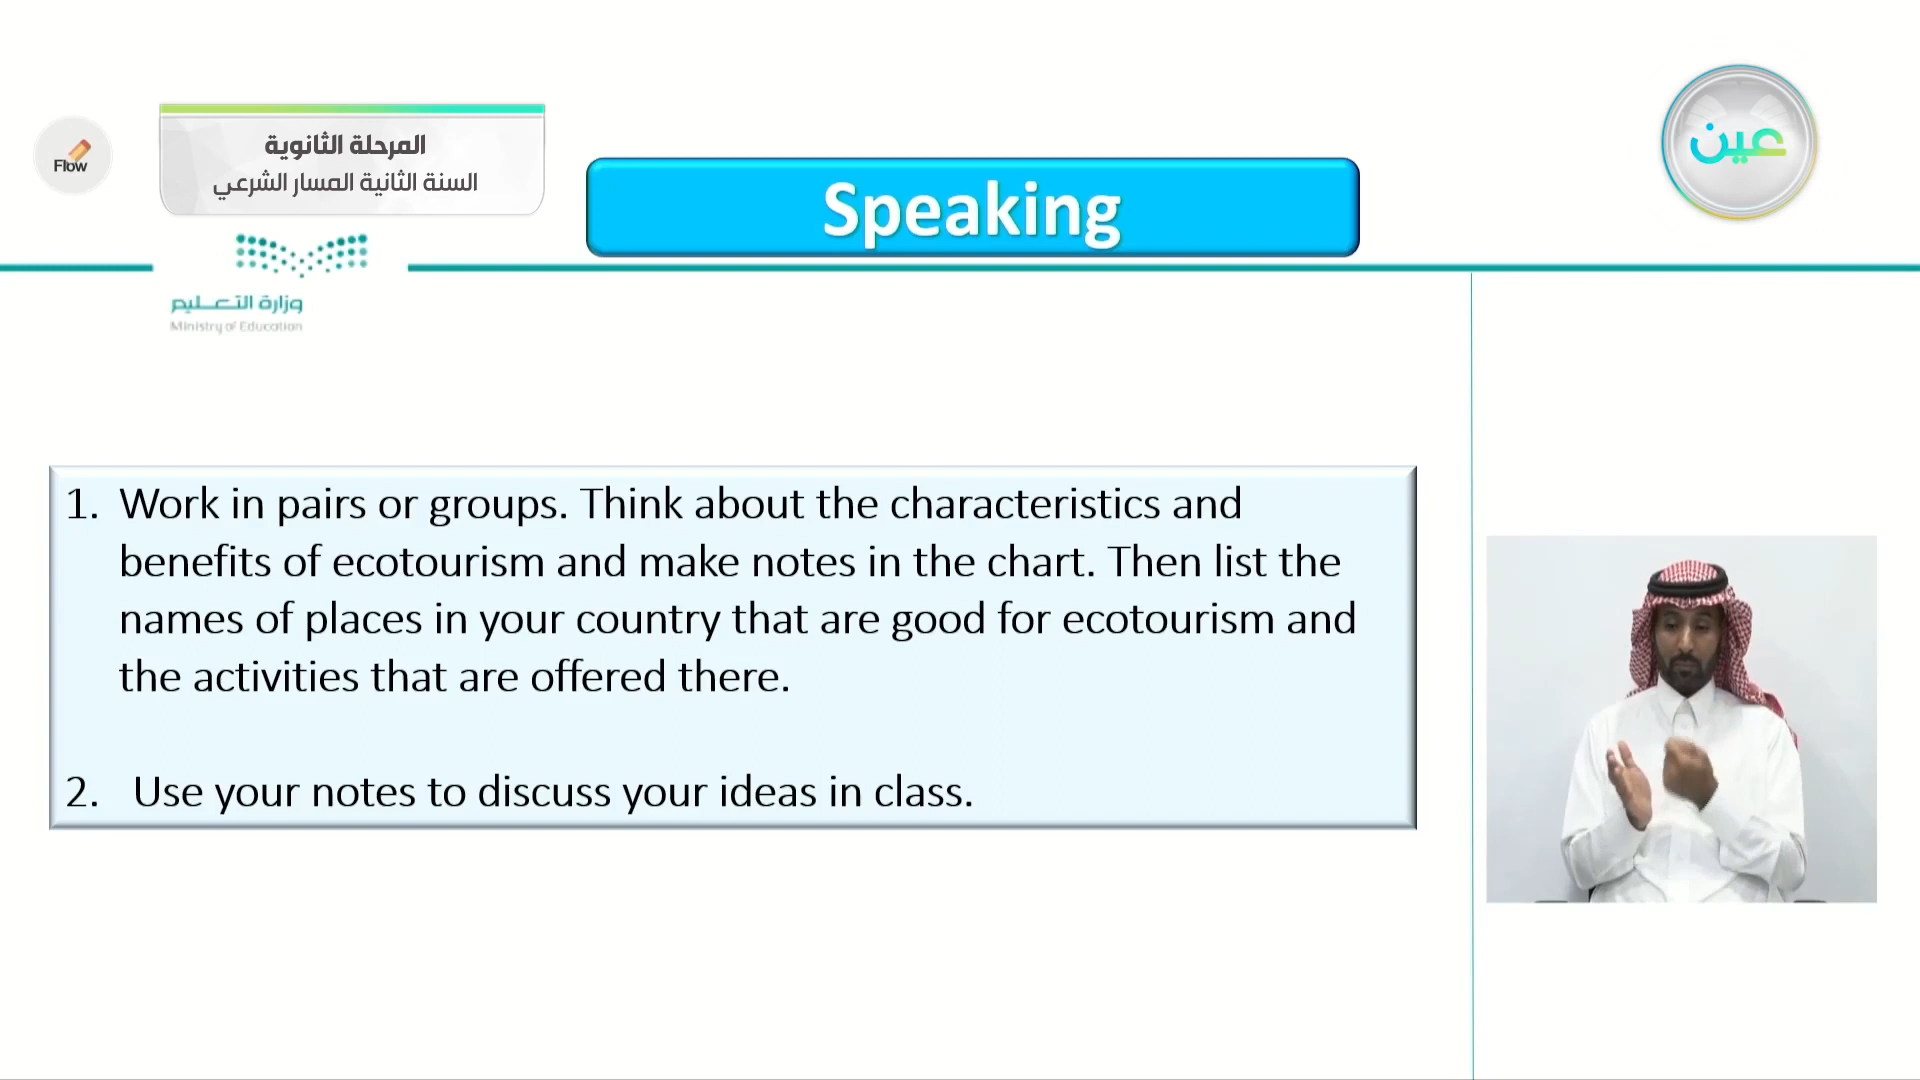 المرحلة الثانوية
السنة الثانية المسار الشرعي
Flow
عين
Speaking
وزارة التعليم
Ministry of Education
1. Work in pairs or groups. Think about the characteristics and
benefits of ecotourism and make notes in the chart. Then list the
names of places in your country that are good for ecotourism and
the activities that are offered there.
2. Use your notes to discuss your ideas in class.